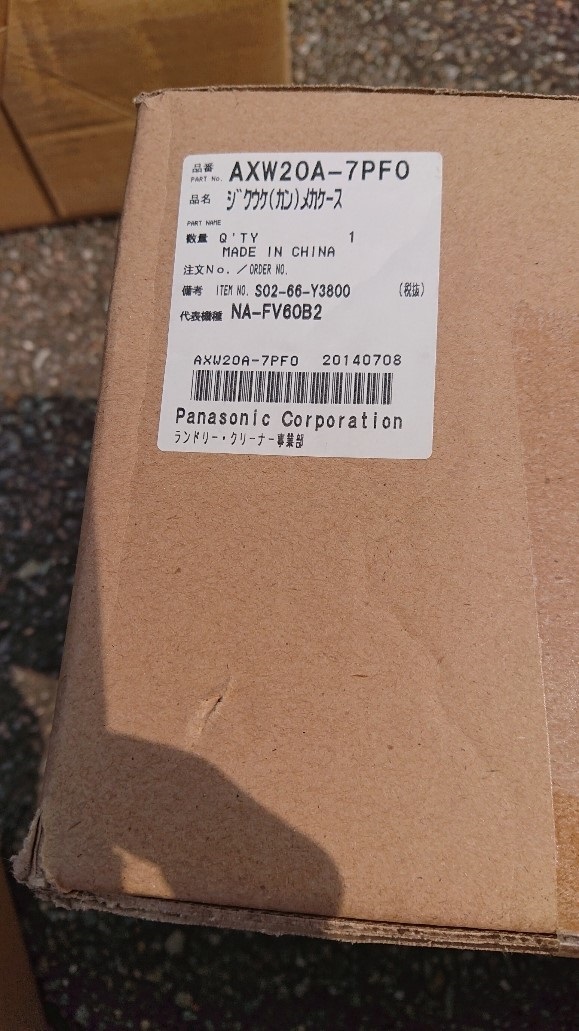 品番 PART No. AXW20A-7PF0
品名 ジクウケ(カン)メカケース
PART NAME
数量 Q'TY 1
MADE IN CHINA
注文No./ORDER NO.
備考 ITEM NO. S02-66-Y3800 (税抜)
代表機種 NA-FV60B2
AXW20A-7PF0 20140708
Panasonic Corporation
ランドリー・クリーナー事業部